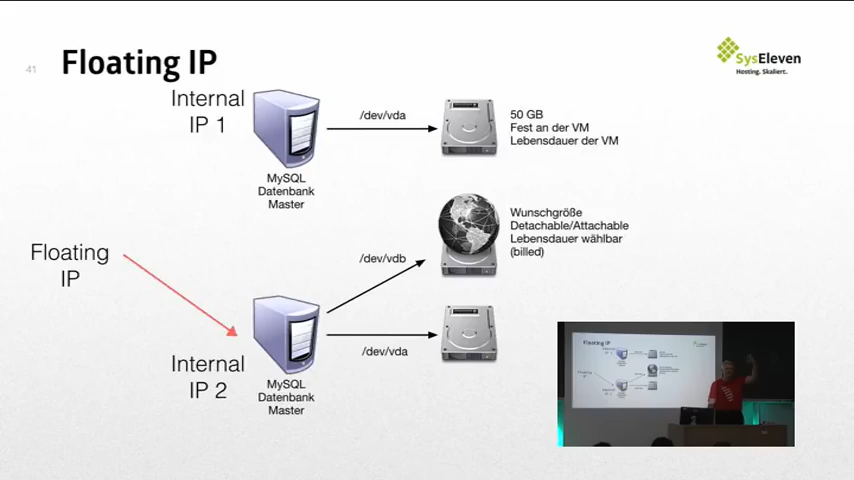 41
Floating IP
SysEleven
Hosting. Skaliert.
Internal
IP 1
/dev/vda
50 GB
Fest an der VM
Lebensdauer der VM
MySQL
Datenbank
Master
Wunschgröße
Detachable/Attachable
Lebensdauer wählbar
(billed)
Floating
IP
/dev/vdb
Internal
IP 2
/dev/vda
MySQL
Datenbank
Master
Floating IP